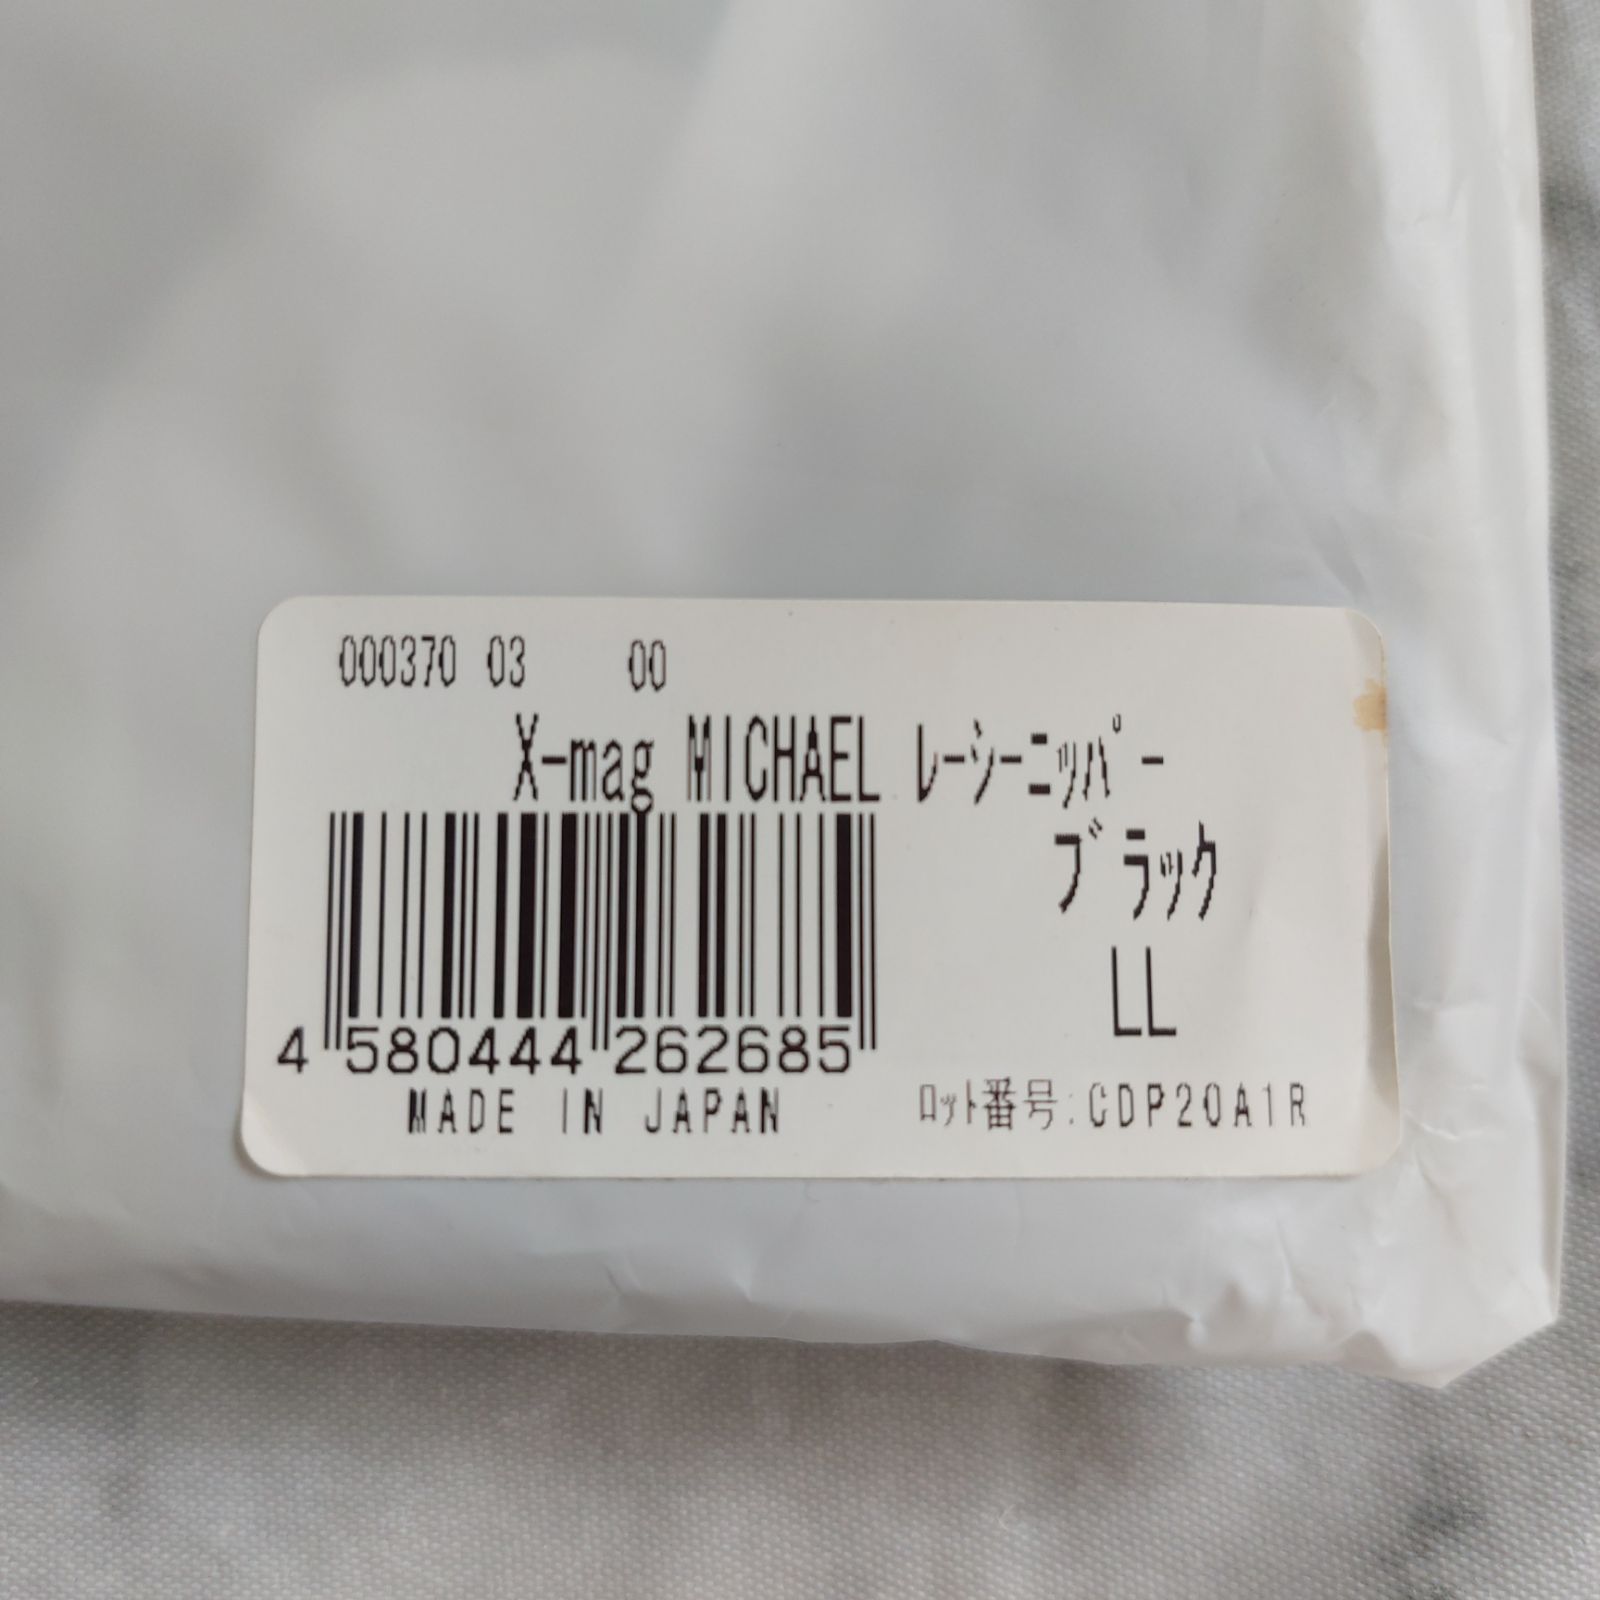 000370 03 00
X-mag MICHAEL ﾚｰｼｰﾆｯﾊﾟｰ
ﾌﾞﾗｯｸ
LL
4 580444 262685
MADE IN JAPAN
ﾛｯﾄ番号:CDP20A1R